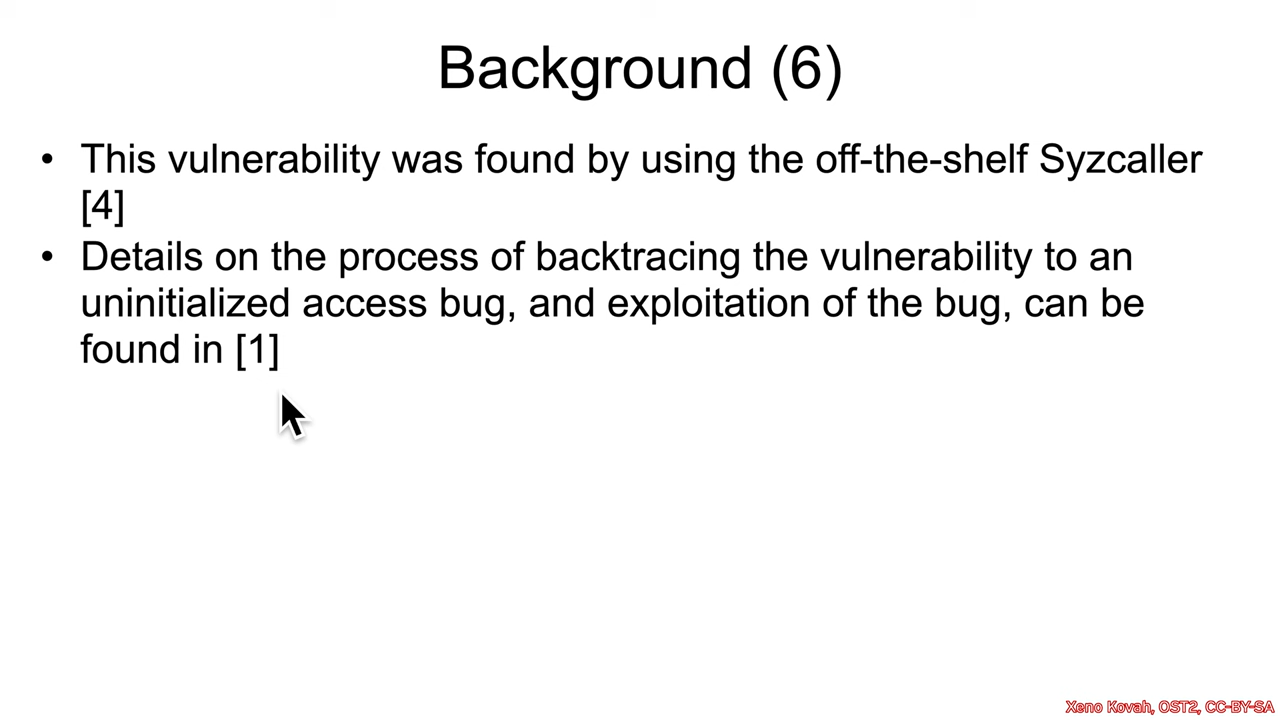 Background (6)
• This vulnerability was found by using the off-the-shelf Syzcaller
[4]
• Details on the process of backtracing the vulnerability to an
uninitialized access bug, and exploitation of the bug, can be
found in [1]
Xeno Kovah, OST2, CC-BY-SA